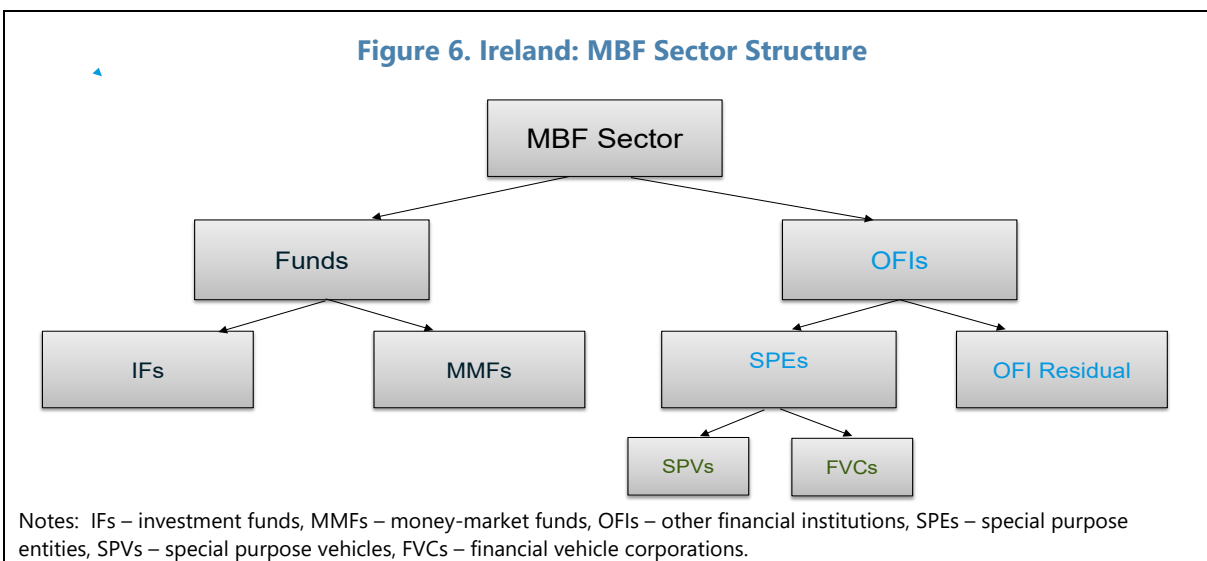 Figure 6. Ireland: MBF Sector Structure
MBF Sector
Funds
OFIs
IFs
MMFs
SPEs
OFI Residual
SPVs
FVCs
Notes: IFs – investment funds, MMFs – money-market funds, OFIs – other financial institutions, SPEs – special purpose
entities, SPVs – special purpose vehicles, FVCs – financial vehicle corporations.